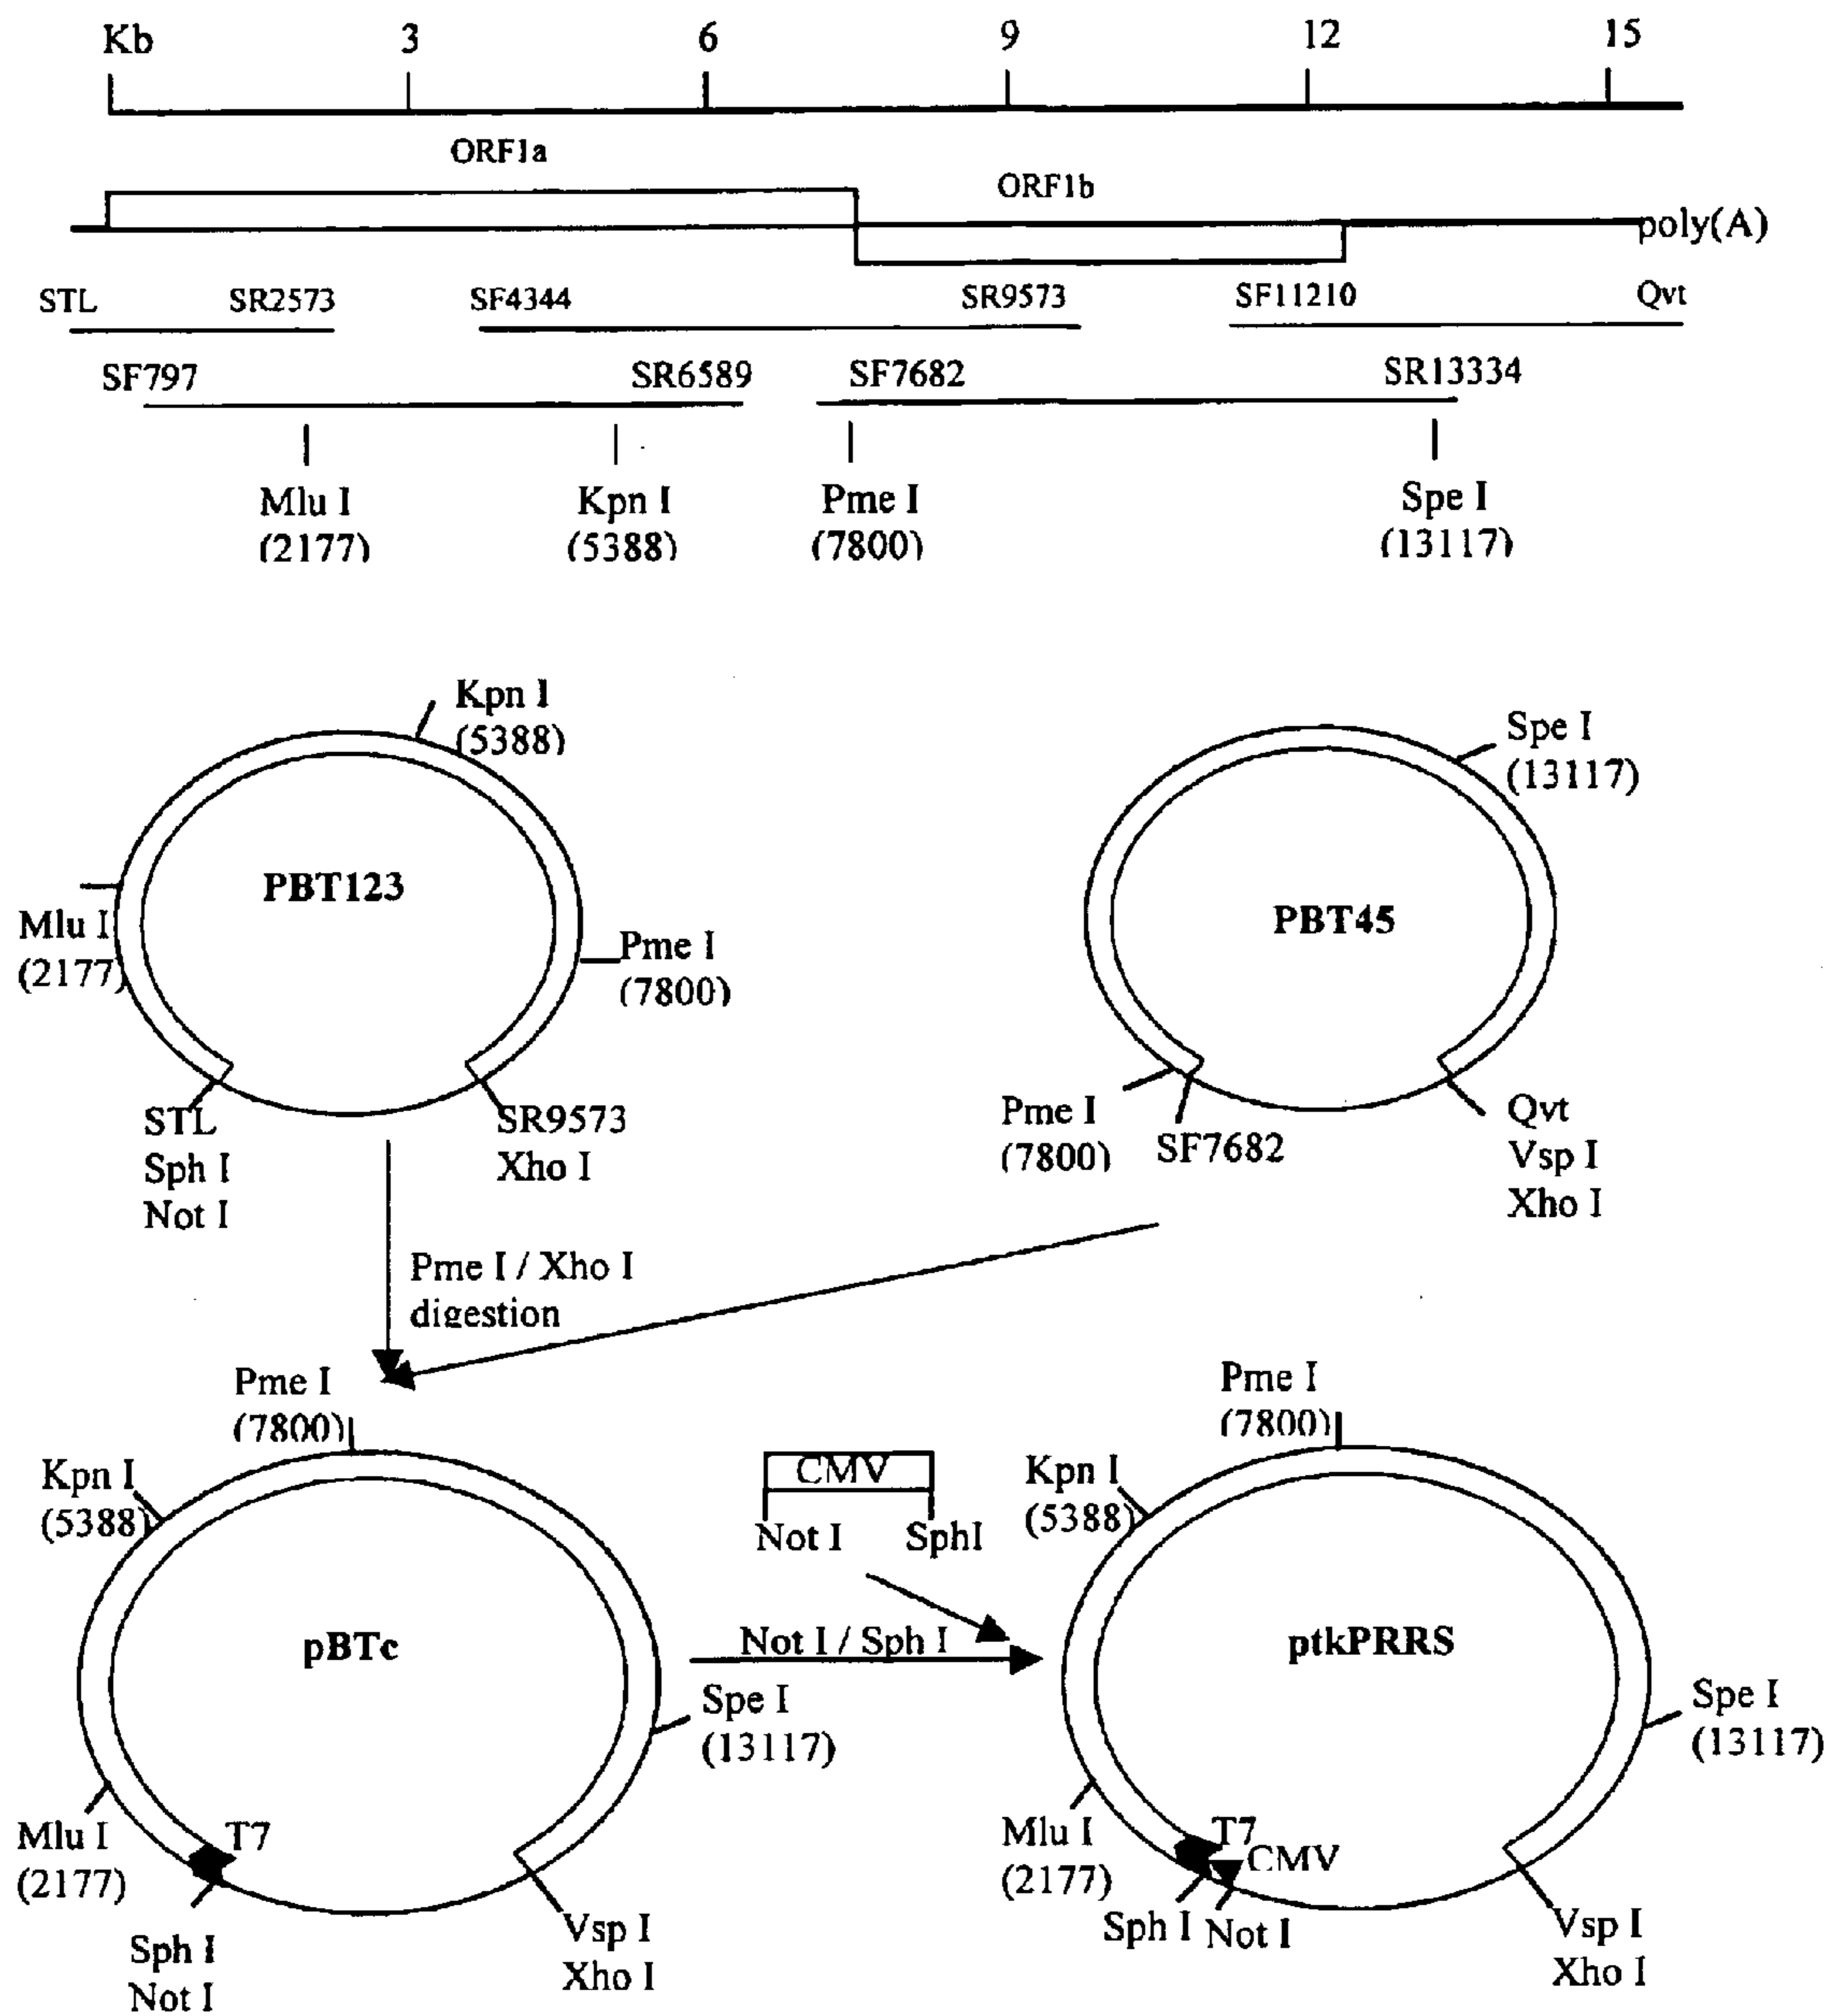 Kb 3 6 9 12 15
ORF1a
ORF1b
poly(A)
STL SR2573 SF4344 SR9573 SF11210 Qvt
SF797 SR6589 SF7682 SR13334
Mlu I Kpn I Pme I Spe I
(2177) (5388) (7800) (13117)
Kpn I
(5388)
Spe I
(13117)
PBT123
PBT45
Mlu I
(2177)
Pme I
(7800)
STL
Sph I
Not I
SR9573
Xho I
Pme I
(7800)
SF7682
Qvt
Vsp I
Xho I
Pme I / Xho I
digestion
Pme I
(7800)
Kpn I
(5388)
CMV
Not I SphI
Pme I
(7800)
Kpn I
(5388)
pBTc
Not I / Sph I
ptkPRRS
Spe I
(13117)
Spe I
(13117)
Mlu I
(2177)
T7
Sph I
Not I
Vsp I
Xho I
Mlu I
(2177)
T7
CMV
Sph I Not I
Vsp I
Xho I